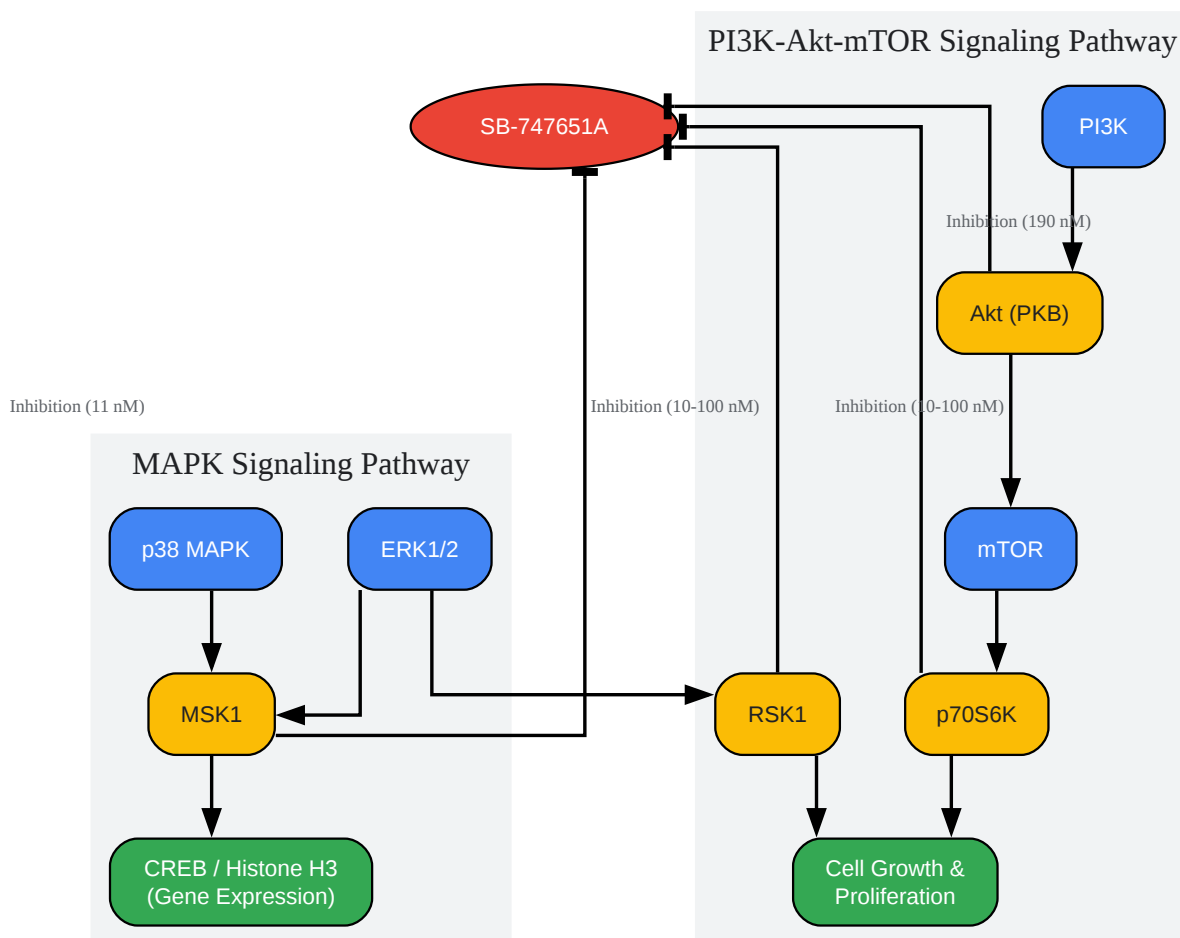 PI3K-Akt-mTOR Signaling Pathway
SB-747651A
PI3K
Inhibition (190 nM)
Akt (PKB)
Inhibition (11 nM)
Inhibition (10-100 nM)
Inhibition (10-100 nM)
MAPK Signaling Pathway
p38 MAPK
ERK1/2
mTOR
MSK1
RSK1
p70S6K
CREB / Histone H3
(Gene Expression)
Cell Growth &
Proliferation